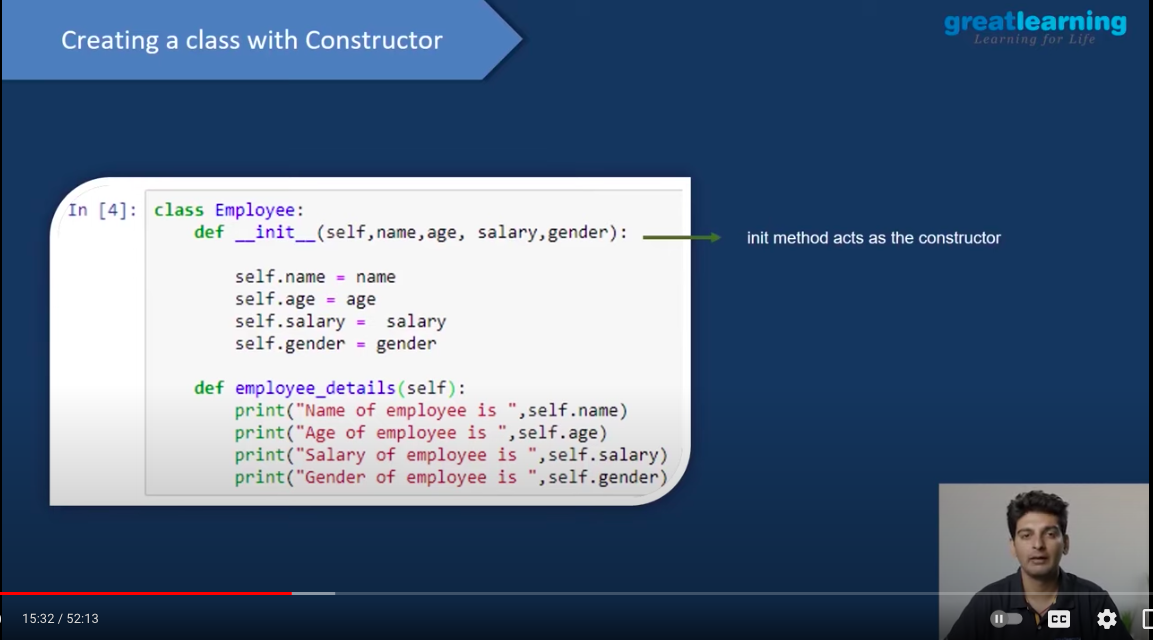 Creating a class with Constructor
greatlearning
Learning for Life
In [4]:
class Employee:
def __init__(self,name,age, salary,gender):
init method acts as the constructor
self.name = name
self.age = age
self.salary =  salary
self.gender = gender
def employee_details(self):
print("Name of employee is ",self.name)
print("Age of employee is ",self.age)
print("Salary of employee is ",self.salary)
print("Gender of employee is ",self.gender)
15:32 / 52:13
CC